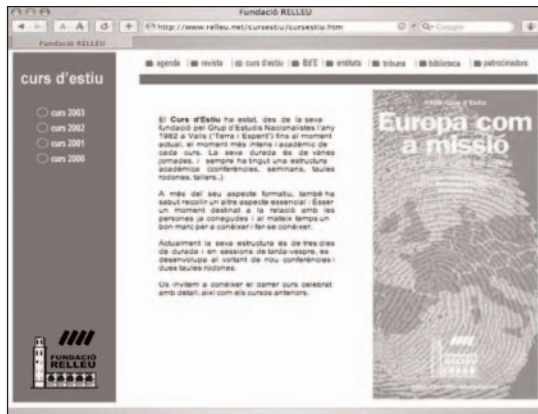 Fundació RELLEU
http://www.relleu.net/cursestiu/cursestiu.htm
Google
Fundació RELLEU
agenda | revista | curs d'estiu | Bd'E | entitats | tribuna | biblioteca | patrocinadors
curs d'estiu
curs 2003
curs 2002
curs 2001
curs 2000
El Curs d'Estiu ha estat, des de la seva
fundació pel Grup d'Estudis Nacionalistes l'any
1982 a Valls ("Terra i Esperit") fins al moment
actual, el moment més intens i acadèmic de
cada curs. La seva durada és de vàries
jornades, i sempre ha tingut una estructura
acadèmica (conferències, seminaris, taules
rodones, tallers..)
A més del seu aspecte formatiu, també ha
sabut recollir un altre aspecte essencial : Ésser
un moment destinat a la relació amb les
persones ja conegudes i al mateix temps un
bon marc per a conèixer i fer-se conèixer.
Actualment la seva estructura és de tres dies
de durada i en sessions de tarda-vespre, es
desenvolupa al voltant de nou conferències i
dues taules rodones.
Us invitem a conèixer el darrer curs celebrat
amb detall, així com els cursos anteriors.
Curs d'Estiu
Europa com
a missió
FUNDACIÓ
RELLEU
FUNDACIÓ
RELLEU